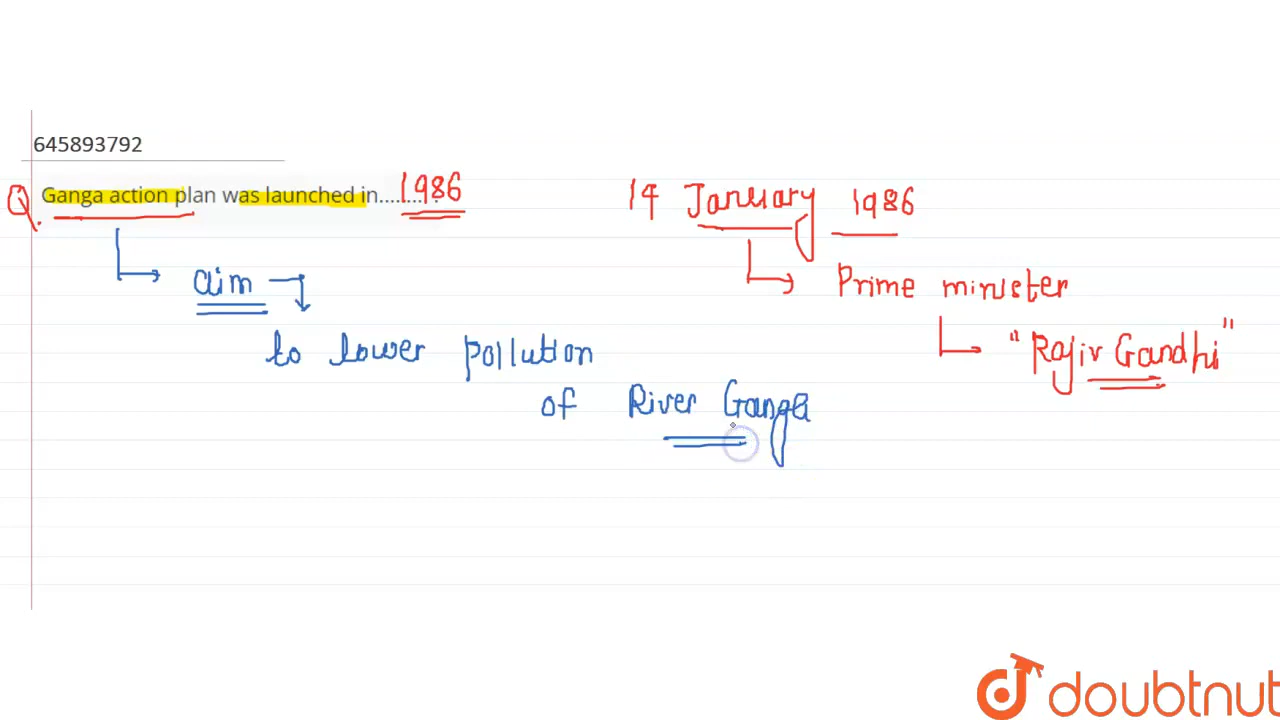 645893792
Q. Ganga action plan was launched in......... . 1986
14 January 1986
aim
Prime minister
to lower pollution
"Rajiv Gandhi"
of River Ganga
doubtnut